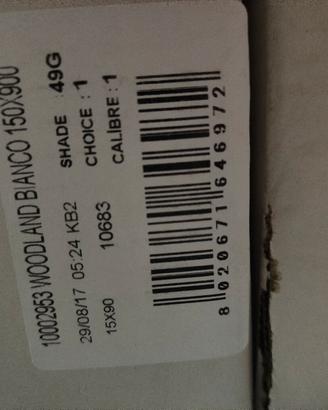 10002953 WOODLAND BIANCO 150X900
29/08/17 05:24 KB2 SHADE : 49G
CHOICE : 1
15X90 10683 CALIBRE : 1
8 020671 646972